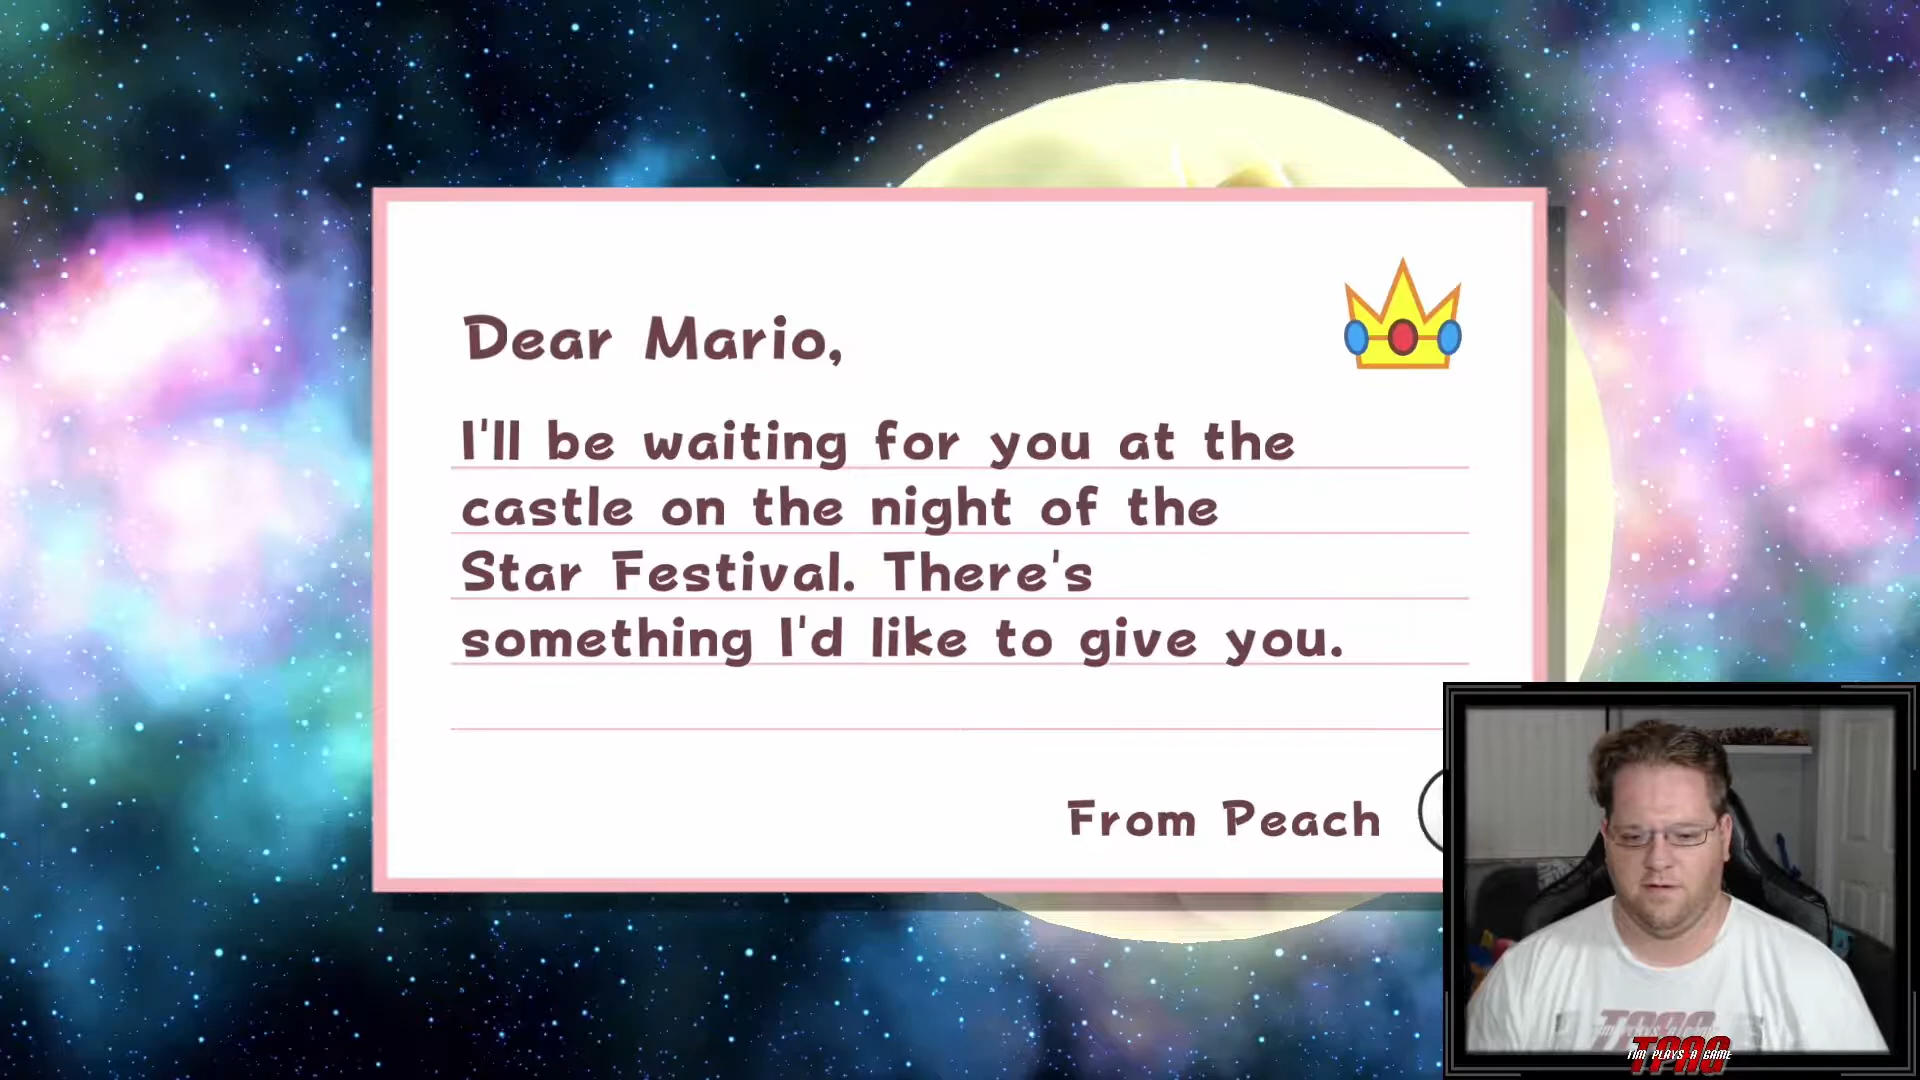 Dear Mario,
I'll be waiting for you at the
castle on the night of the
Star Festival. There's
something I'd like to give you.
From Peach
TPAG
TIM PLAYS A GAME